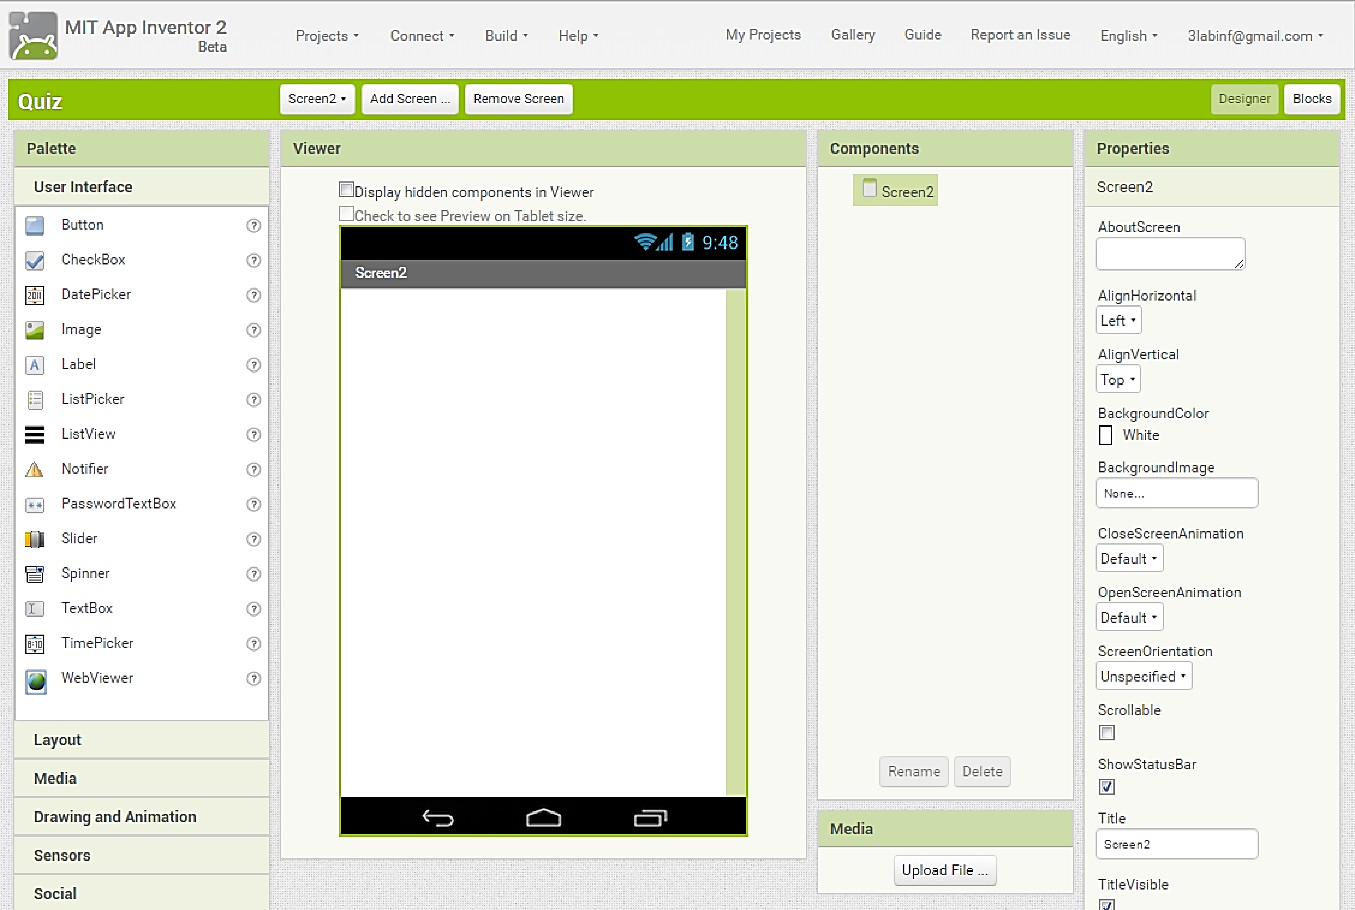 MIT App Inventor 2
Beta
Projects Connect Build Help My Projects Gallery Guide Report an Issue English 3labinf@gmail.com
Quiz Screen2 Add Screen ... Remove Screen Designer Blocks
Palette
User Interface
Button ?
CheckBox ?
2011 DatePicker ?
Image ?
A Label ?
ListPicker ?
ListView ?
Notifier ?
PasswordTextBox ?
Slider ?
Spinner ?
TextBox ?
8:10 TimePicker ?
WebViewer ?
Layout
Media
Drawing and Animation
Sensors
Social
Viewer
Display hidden components in Viewer
Check to see Preview on Tablet size.
9:48
Screen2
Components
Screen2
Rename Delete
Media
Upload File ...
Properties
Screen2
AboutScreen
AlignHorizontal
Left
AlignVertical
Top
BackgroundColor
White
BackgroundImage
None...
CloseScreenAnimation
Default
OpenScreenAnimation
Default
ScreenOrientation
Unspecified
Scrollable
ShowStatusBar
Title
Screen2
TitleVisible